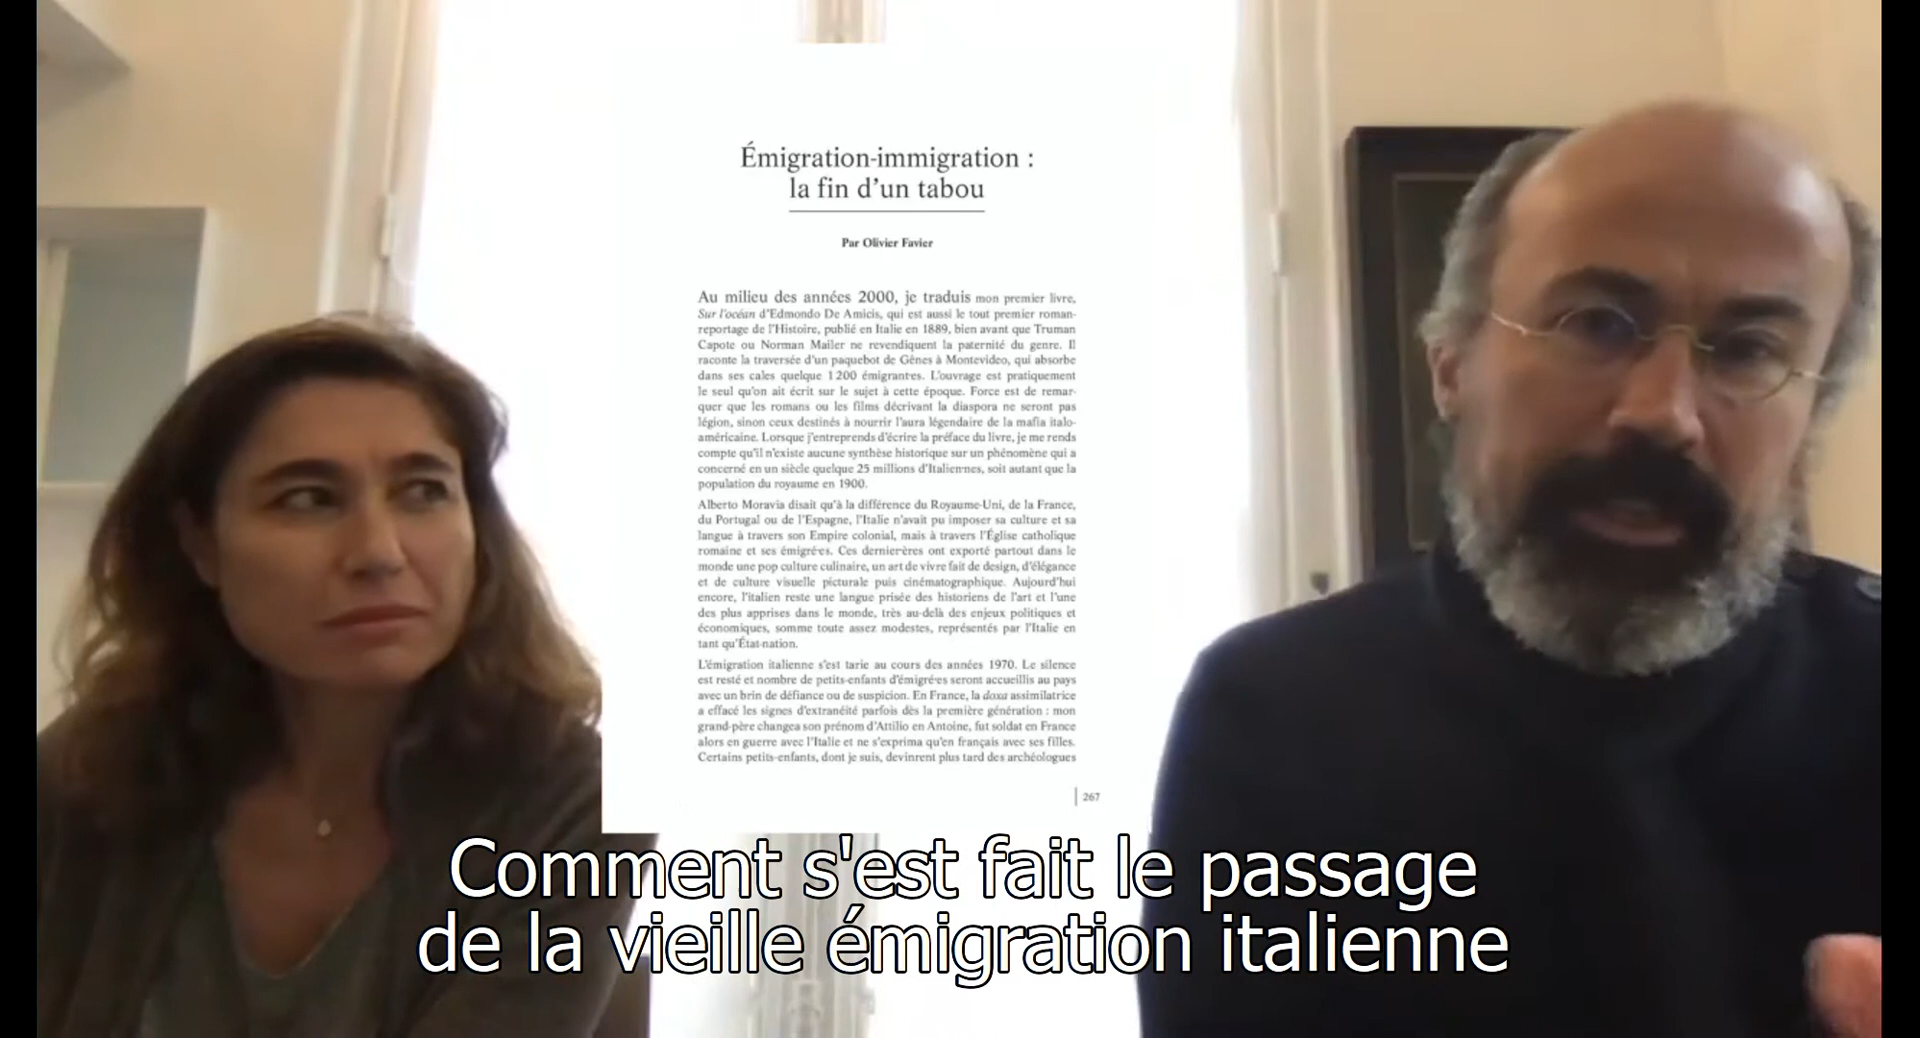 Émigration-immigration :
la fin d’un tabou
Par Olivier Favier
Au milieu des années 2000, je traduis mon premier livre,
Sur l’océan d’Edmondo De Amicis, qui est aussi le tout premier roman-
reportage de l’Histoire, publié en Italie en 1889, bien avant que Truman
Capote ou Norman Mailer ne revendiquent la paternité du genre. Il
raconte la traversée d’un paquebot de Gênes à Montevideo, qui absorbe
dans ses cales quelque 1 200 émigrant·es. L’ouvrage est pratiquement
le seul qu’on ait écrit sur le sujet à cette époque. Force est de remar-
quer que les romans ou les films décrivant la diaspora ne seront pas
légion, sinon ceux destinés à nourrir l’aura légendaire de la mafia italo-
américaine. Lorsque j’entreprends d’écrire la préface du livre, je me rends
compte qu’il n’existe aucune synthèse historique sur un phénomène qui a
concerné en un siècle quelque 25 millions d’Italien·nes, soit autant que la
population du royaume en 1900.
Alberto Moravia disait qu’à la différence du Royaume-Uni, de la France,
du Portugal ou de l’Espagne, l’Italie n’avait pu imposer sa culture et sa
langue à travers son Empire colonial, mais à travers l’Église catholique
romaine et ses émigré·es. Ces dernier·ères ont exporté partout dans le
monde une pop culture culinaire, un art de vivre fait de design, d’élégance
et de culture visuelle picturale puis cinématographique. Aujourd’hui
encore, l’italien reste une langue prisée des historiens de l’art et l’une
des plus apprises dans le monde, très au-delà des enjeux politiques et
économiques, somme toute assez modestes, représentés par l’Italie en
tant qu’État-nation.
L’émigration italienne s’est tarie au cours des années 1970. Le silence
est resté et nombre de petits-enfants d’émigré·es seront accueillis au pays
avec un brin de défiance ou de suspicion. En France, la doxa assimilatrice
a effacé les signes d’extranéité parfois dès la première génération : mon
grand-père changea son prénom d’Attilio en Antoine, fut soldat en France
alors en guerre avec l’Italie et ne s’exprima qu’en français avec ses filles.
Certains petits-enfants, dont je suis, devinrent plus tard des archéologues
267
Comment s'est fait le passage
de la vieille émigration italienne